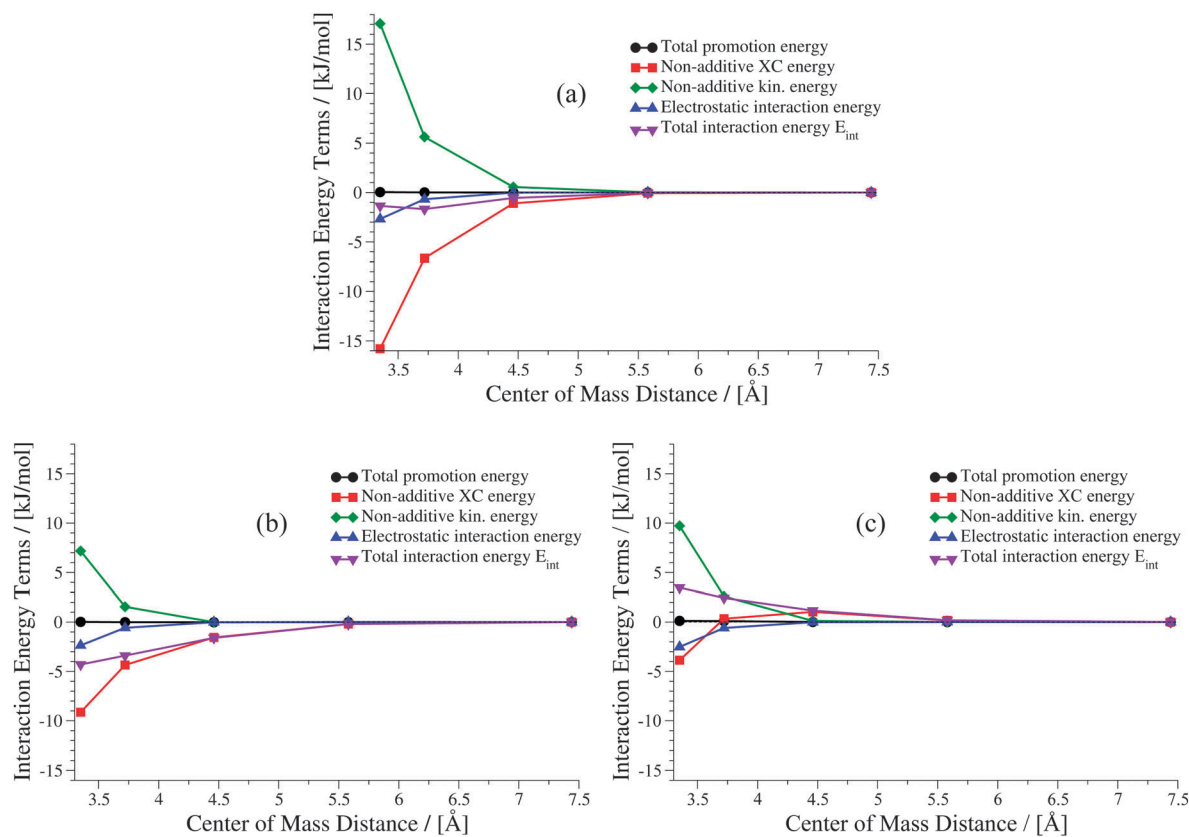 Interaction Energy Terms / [kJ/mol]
15
10
5
0
-5
-10
-15
Total promotion energy
Non-additive XC energy
Non-additive kin. energy
Electrostatic interaction energy
Total interaction energy Eint
(a)
3.5 4 4.5 5 5.5 6 6.5 7 7.5
Center of Mass Distance / [Å]
Interaction Energy Terms / [kJ/mol]
15
10
5
0
-5
-10
-15
Total promotion energy
Non-additive XC energy
Non-additive kin. energy
Electrostatic interaction energy
Total interaction energy Eint
(b)
3.5 4 4.5 5 5.5 6 6.5 7 7.5
Center of Mass Distance / [Å]
Interaction Energy Terms / [kJ/mol]
15
10
5
0
-5
-10
-15
Total promotion energy
Non-additive XC energy
Non-additive kin. energy
Electrostatic interaction energy
Total interaction energy Eint
(c)
3.5 4 4.5 5 5.5 6 6.5 7 7.5
Center of Mass Distance / [Å]